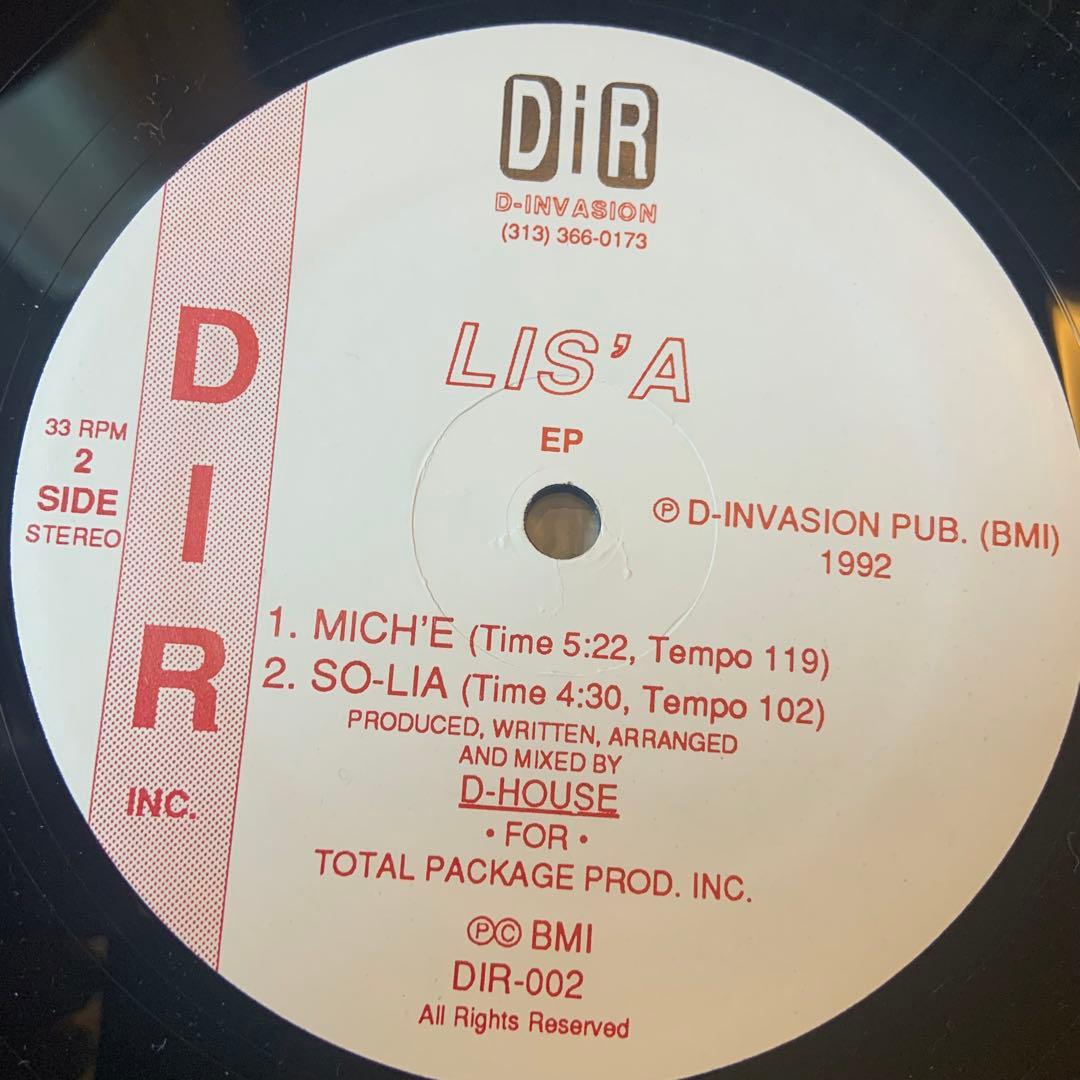 DiR
D-INVASION
(313) 366-0173
LIS'A
EP
33 RPM
2
SIDE
STEREO
D
I
R
INC.
Ⓟ D-INVASION PUB. (BMI)
1992
1. MICH'E (Time 5:22, Tempo 119)
2. SO-LIA (Time 4:30, Tempo 102)
PRODUCED, WRITTEN, ARRANGED
AND MIXED BY
D-HOUSE
• FOR •
TOTAL PACKAGE PROD. INC.
ⓅⒸ BMI
DIR-002
All Rights Reserved